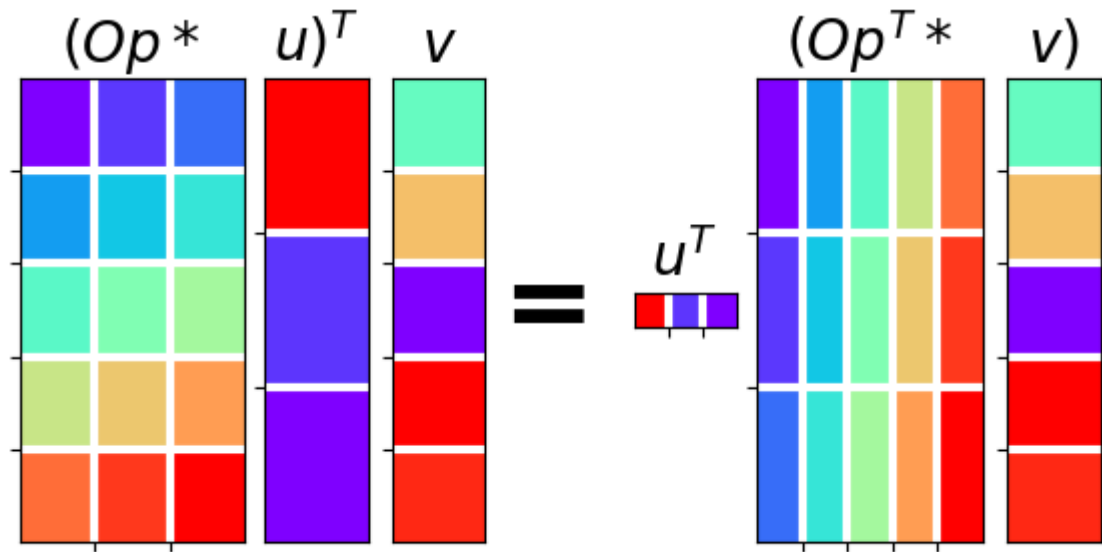 (Op * u)^T v (Op^T * v)
= u^T